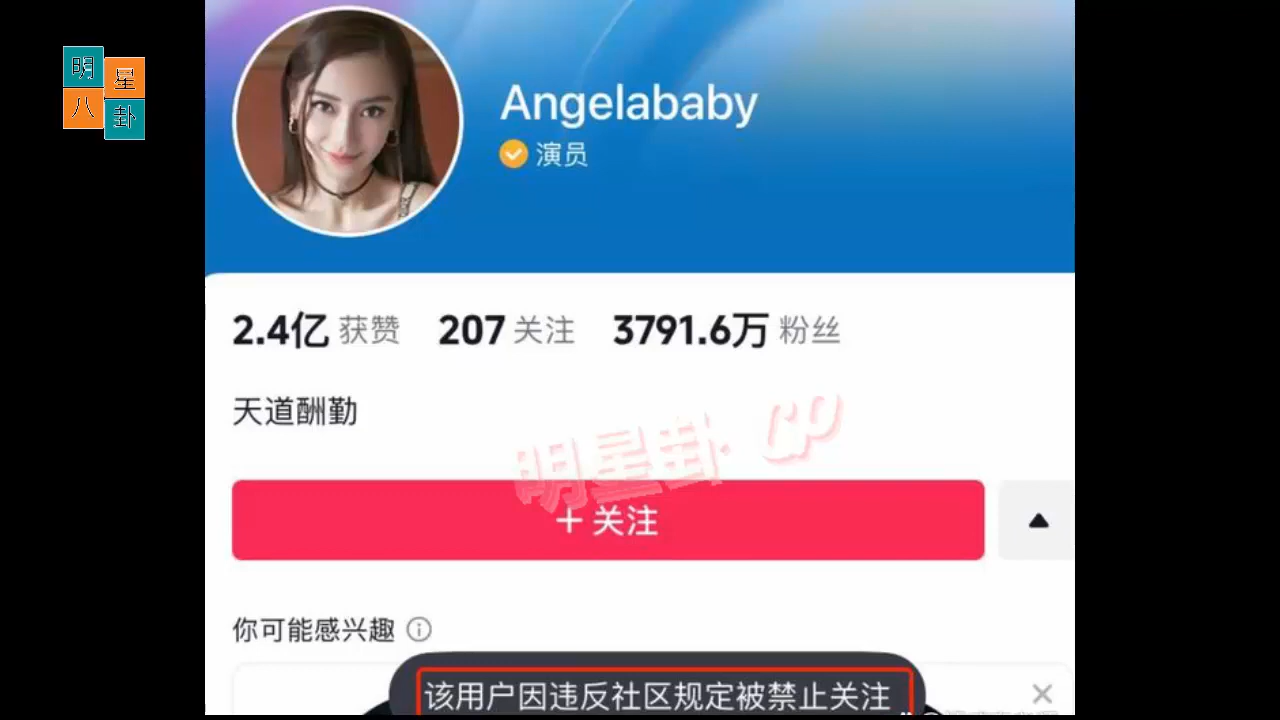 明星
八卦
Angelababy
演员
2.4亿 获赞 207 关注 3791.6万 粉丝
天道酬勤
明星卦 CP
+ 关注
你可能感兴趣
该用户因违反社区规定被禁止关注